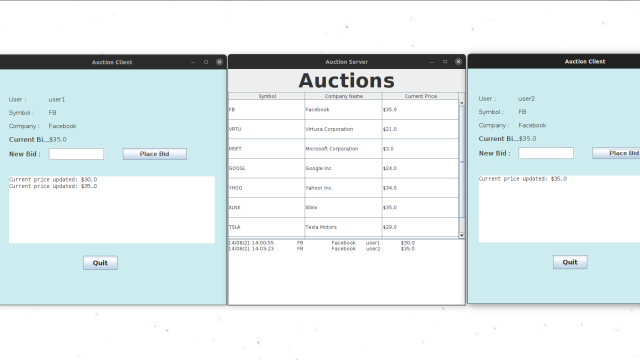 Auction Client
User : user1
Symbol : FB
Company : Facebook
Current Bi...$35.0
New Bid : Place Bid
Current price updated: $30.0
Current price updated: $35.0
Quit
Auction Server
Auctions
Symbol Company Name Current Price
FB Facebook $35.0
VRTU Virtusa Corporation $21.0
MSFT Microsoft Corporation $3.0
GOOGL Google Inc. $24.0
YHOO Yahoo! Inc. $34.0
XLNX Xilinx $35.0
TSLA Tesla Motors $29.0
14/08/21 14:00:55 FB Facebook user1 $30.0
14/08/21 14:03:23 FB Facebook user2 $35.0
Auction Client
User : user2
Symbol : FB
Company : Facebook
Current Bi...$35.0
New Bid : Place Bid
Current price updated: $35.0
Quit